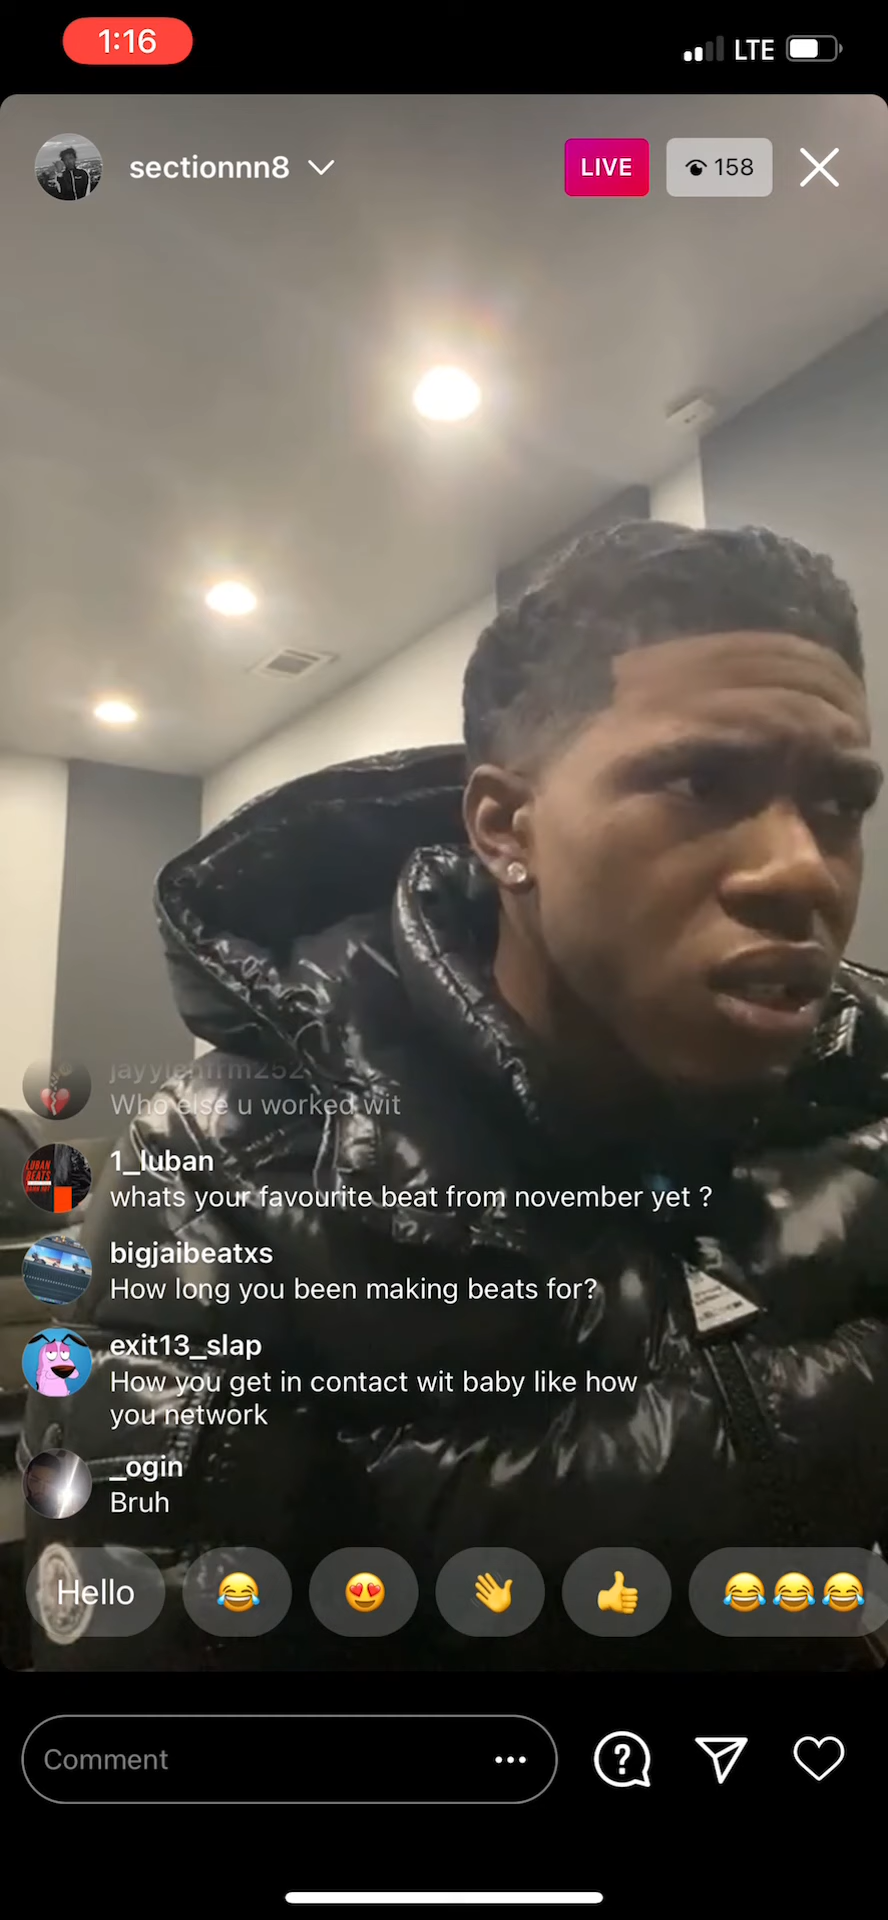 1:16
LTE
sectionnn8
LIVE
158
jayyienfrm252
Who else u worked wit
1_luban
whats your favourite beat from november yet ?
bigjaibeatxs
How long you been making beats for?
exit13_slap
How you get in contact wit baby like how
you network
_ogin
Bruh
Hello
😂
😍
👋
👍
😂😂😂
Comment